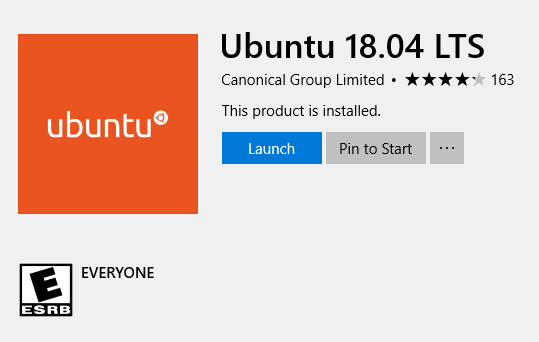 Ubuntu 18.04 LTS
Canonical Group Limited • ★★★★★ 163
This product is installed.
ubuntu
Launch Pin to Start ...
E EVERYONE
ESRB